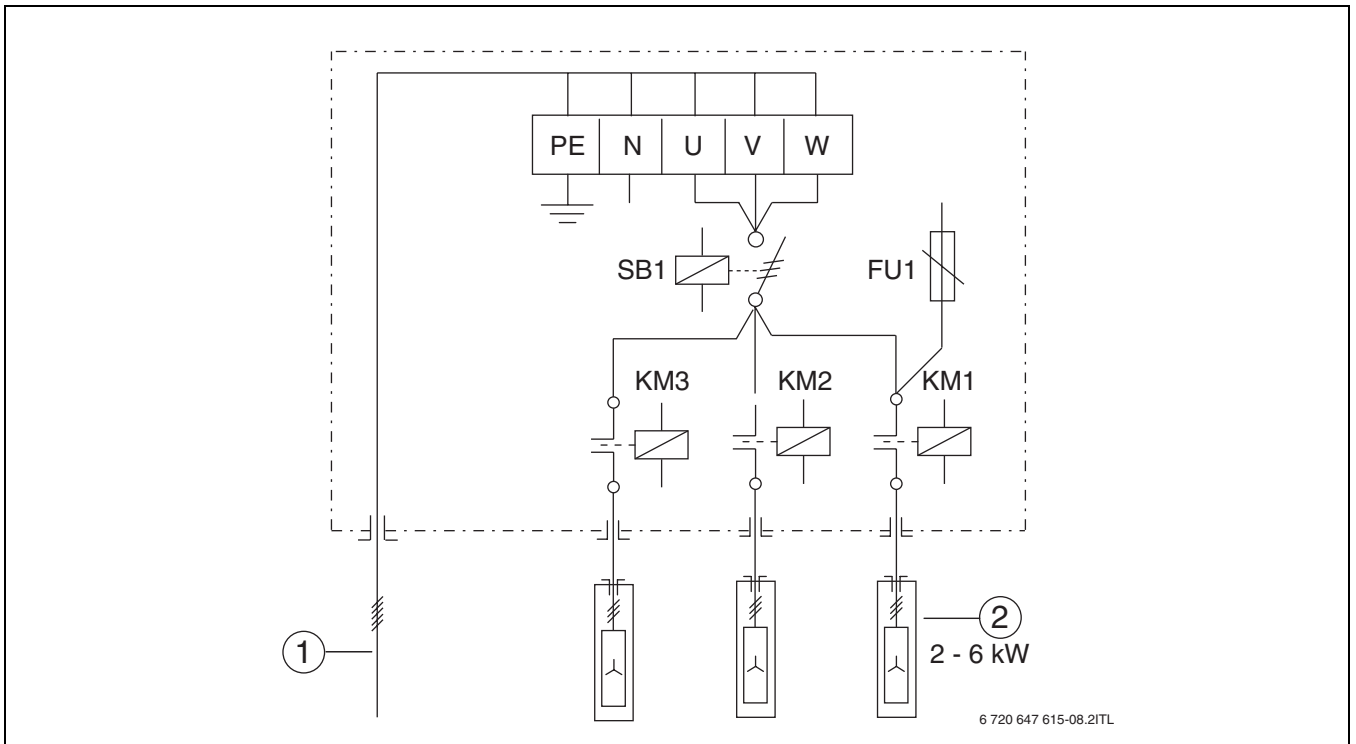 PE N U V W
SB1
FU1
KM3 KM2 KM1
1
2
2 - 6 kW
6 720 647 615-08.2ITL